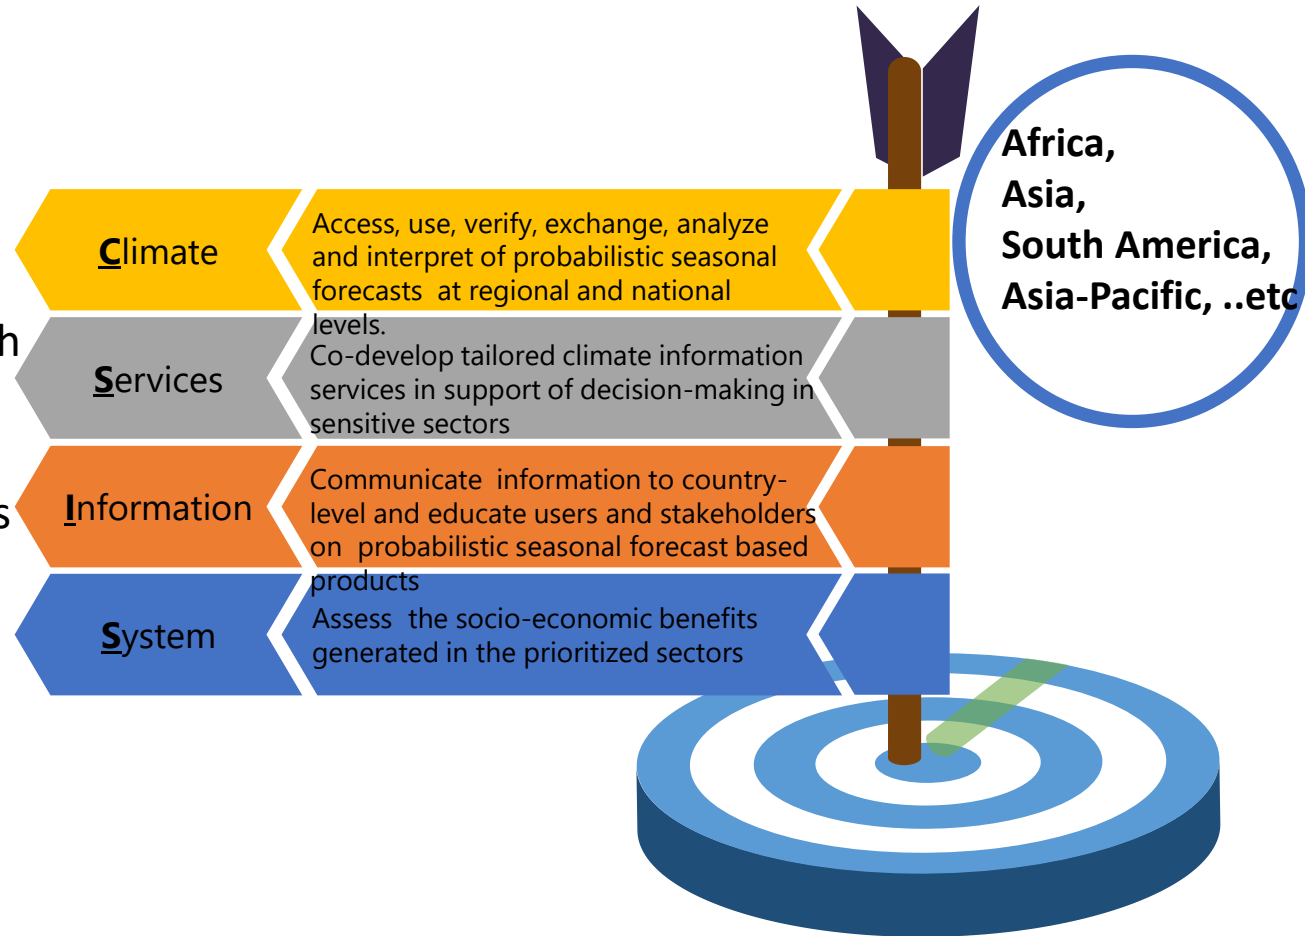 Climate
Access, use, verify, exchange, analyze
and interpret of probabilistic seasonal
forecasts at regional and national
levels.
Services
Co-develop tailored climate information
services in support of decision-making in
sensitive sectors
Information
Communicate information to country-
level and educate users and stakeholders
on probabilistic seasonal forecast based
products
System
Assess the socio-economic benefits
generated in the prioritized sectors
Africa,
Asia,
South America,
Asia-Pacific, ..etc